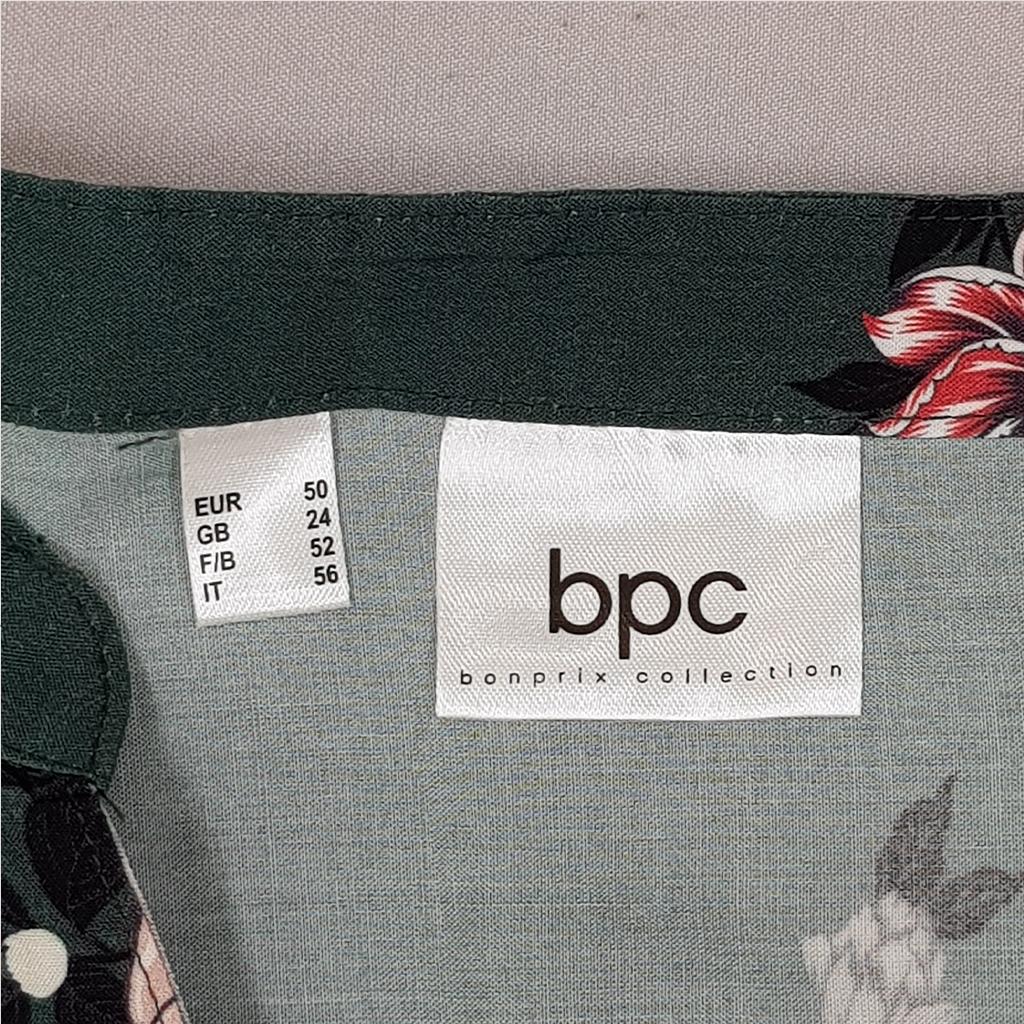 EUR 50
GB 24
F/B 52
IT 56
bpc
bonprix collection